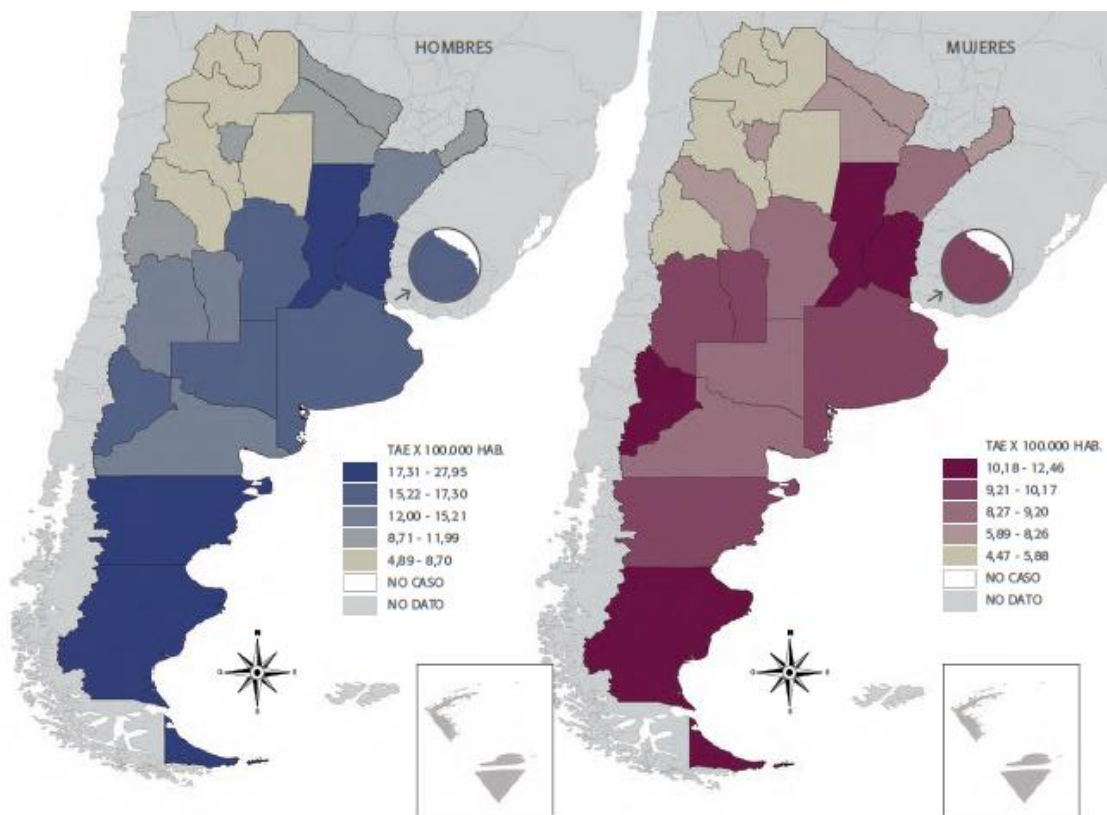 HOMBRES
TAE X 100.000 HAB.
17,31 - 27,95
15,22 - 17,30
12,00 - 15,21
8,71 - 11,99
4,89 - 8,70
NO CASO
NO DATO
N
O
E
S
MUJERES
TAE X 100.000 HAB.
10,18 - 12,46
9,21 - 10,17
8,27 - 9,20
5,89 - 8,26
4,47 - 5,88
NO CASO
NO DATO
N
O
E
S